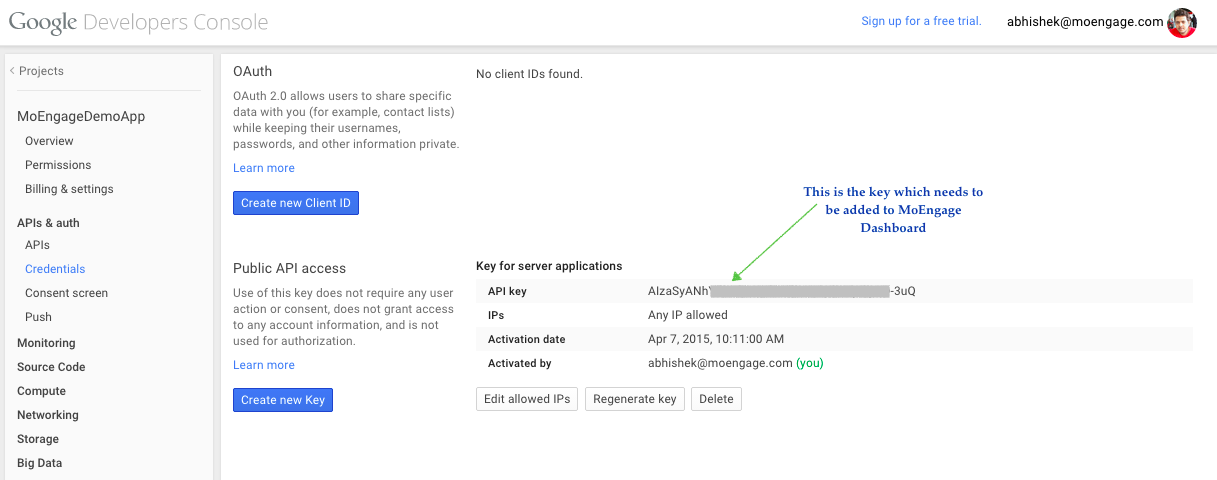 Google Developers Console
Sign up for a free trial.
abhishek@moengage.com
Projects
MoEngageDemoApp
Overview
Permissions
Billing & settings
APIs & auth
APIs
Credentials
Consent screen
Push
Monitoring
Source Code
Compute
Networking
Storage
Big Data
OAuth
OAuth 2.0 allows users to share specific
data with you (for example, contact lists)
while keeping their usernames,
passwords, and other information private.
Learn more
Create new Client ID
No client IDs found.
This is the key which needs to
be added to MoEngage
Dashboard
Public API access
Use of this key does not require any user
action or consent, does not grant access
to any account information, and is not
used for authorization.
Learn more
Create new Key
Key for server applications
API key AIzaSyANh -3uQ
IPs Any IP allowed
Activation date Apr 7, 2015, 10:11:00 AM
Activated by abhishek@moengage.com (you)
Edit allowed IPs Regenerate key Delete